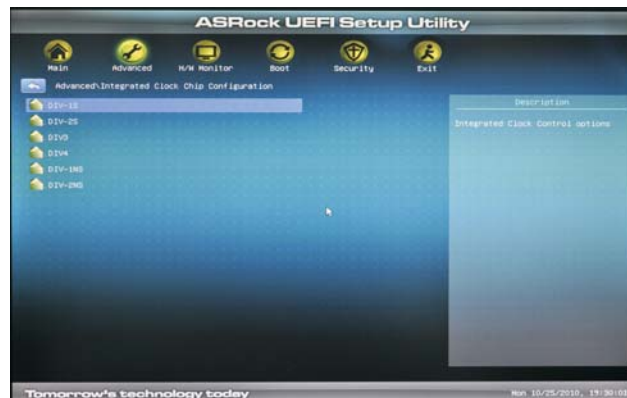 ASRock UEFI Setup Utility
Main Advanced H/W Monitor Boot Security Exit
Advanced\Integrated Clock Chip Configuration
DIV-1S
DIV-2S
DIV3
DIV4
DIV-1NS
DIV-2NS
Description
Integrated Clock Control options
Tomorrow's technology today
Mon 10/25/2010, 19:30:03